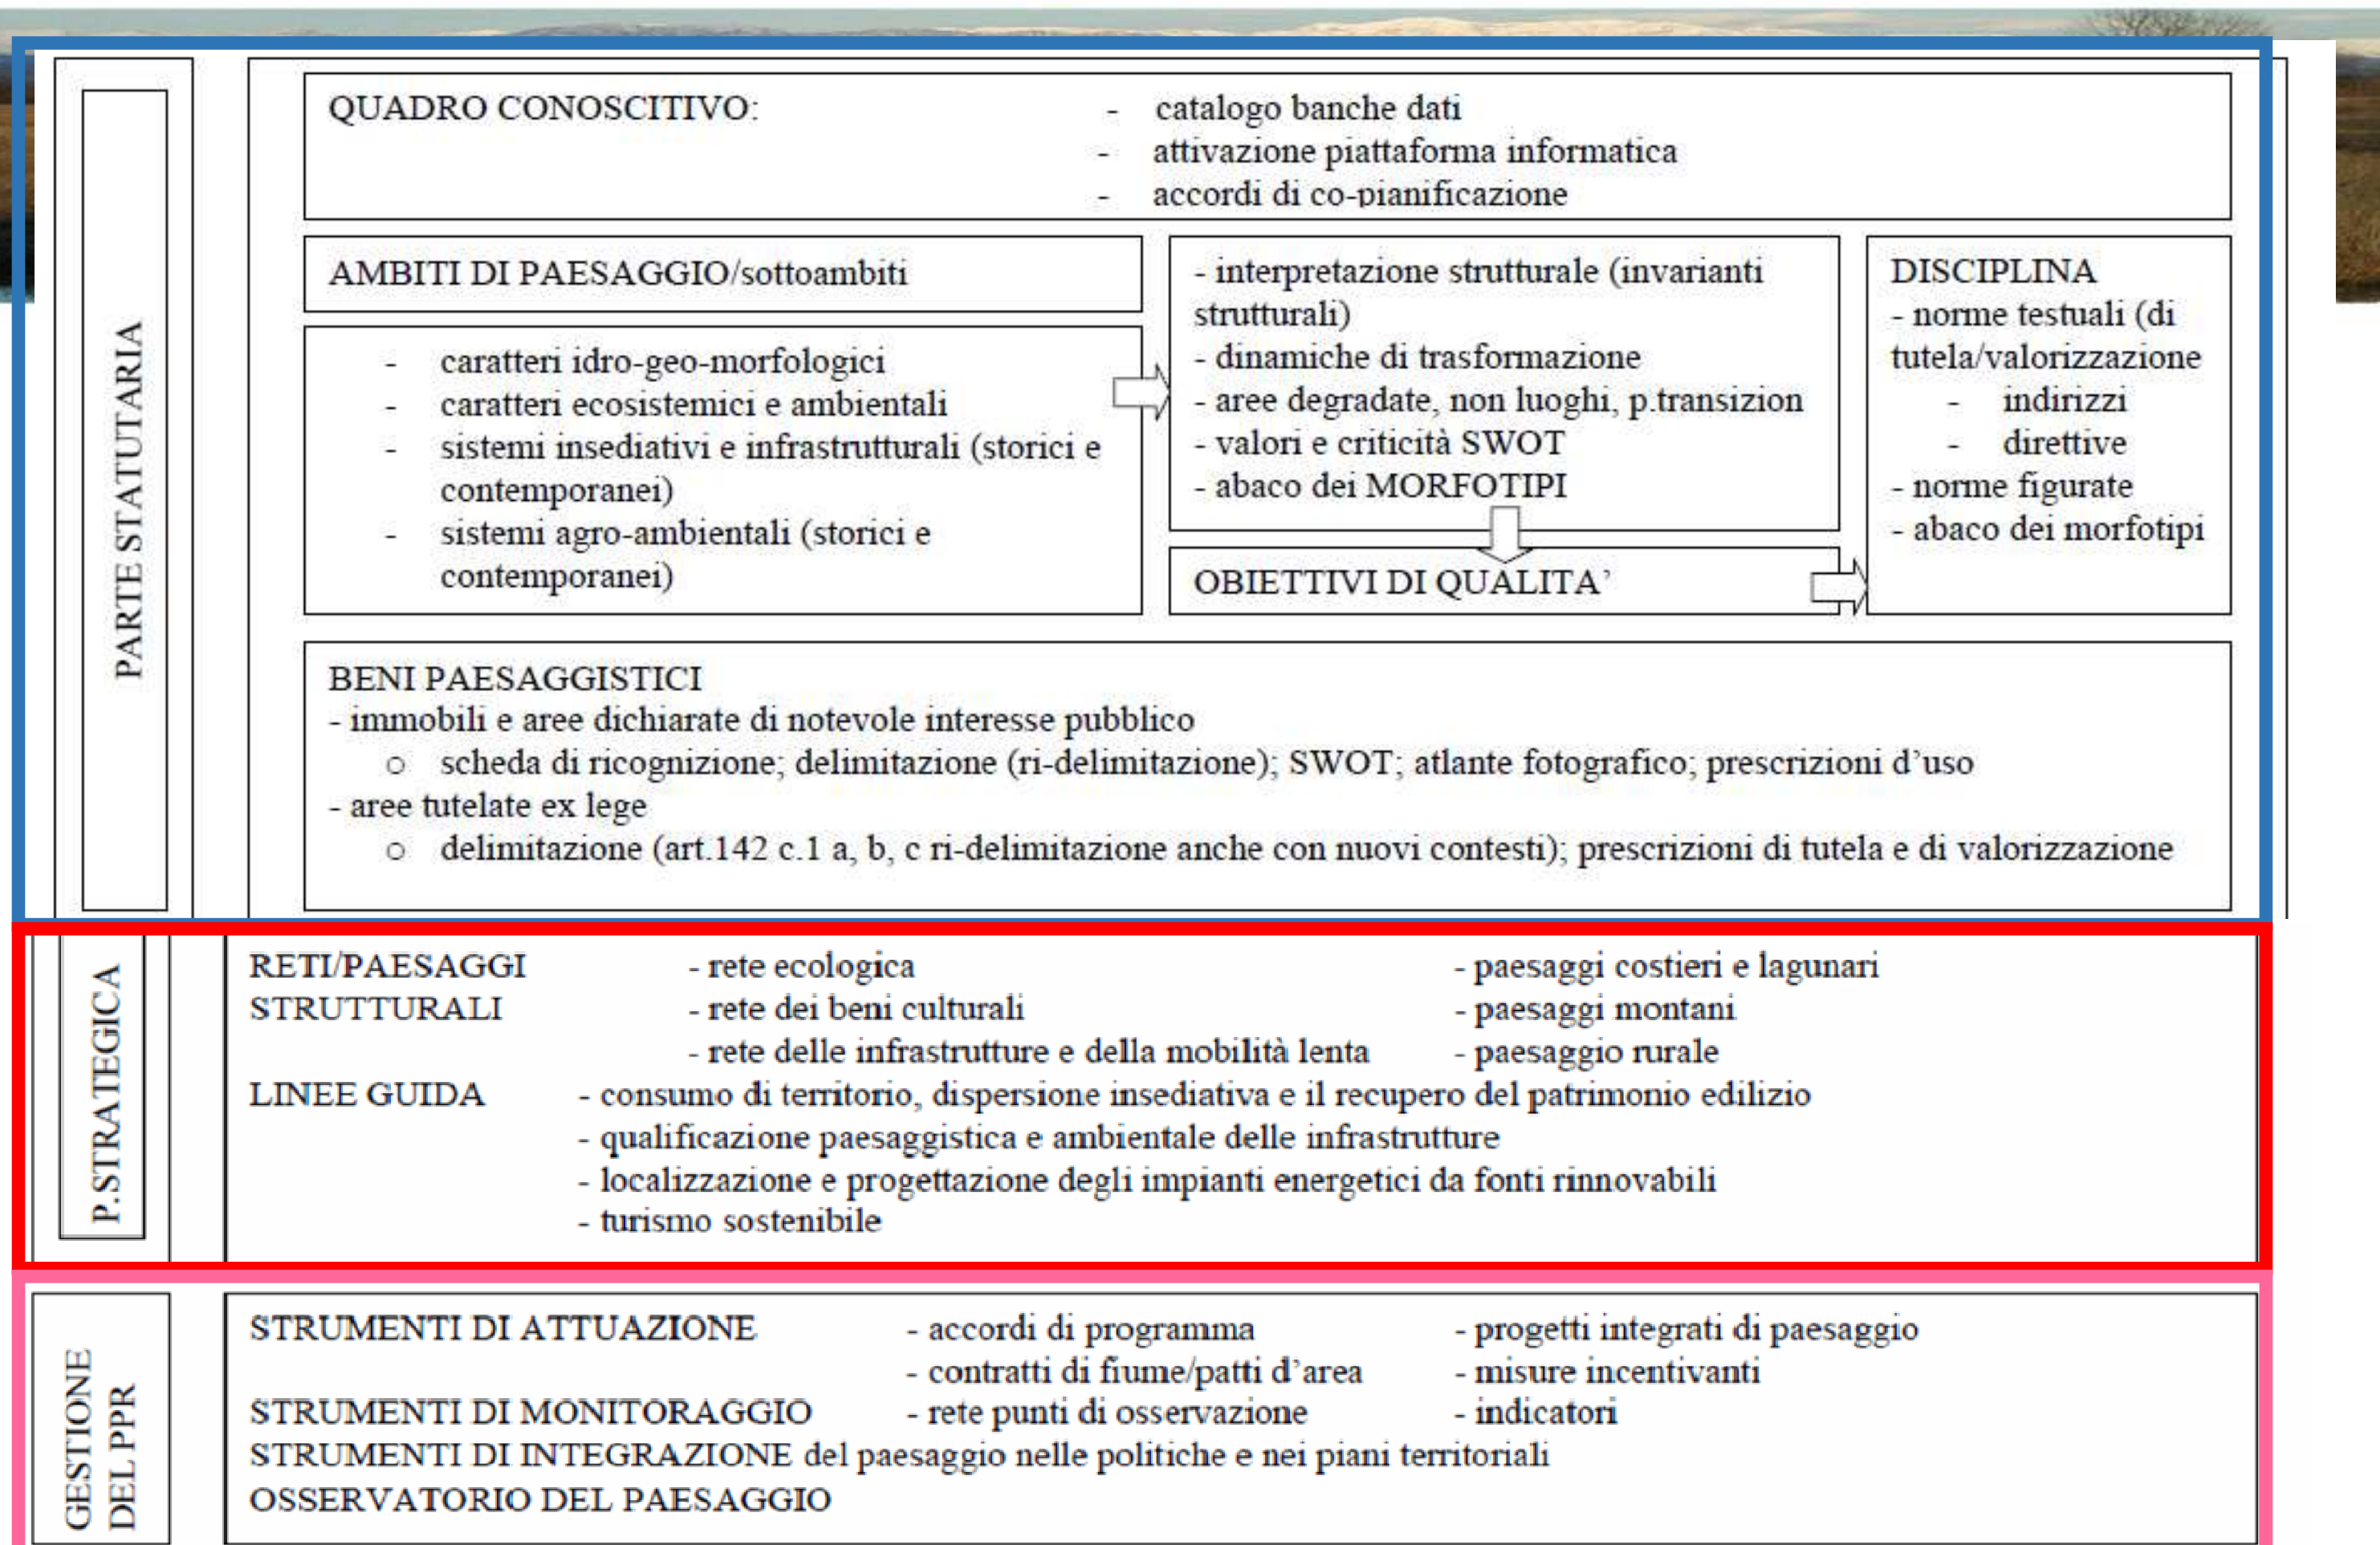 PARTE STATUTARIA
QUADRO CONOSCITIVO:
- catalogo banche dati
- attivazione piattaforma informatica
- accordi di co-pianificazione
AMBITI DI PAESAGGIO/sottoambiti
- caratteri idro-geo-morfologici
- caratteri ecosistemici e ambientali
- sistemi insediativi e infrastrutturali (storici e
contemporanei)
- sistemi agro-ambientali (storici e
contemporanei)
- interpretazione strutturale (invarianti
strutturali)
- dinamiche di trasformazione
- aree degradate, non luoghi, p.transizion
- valori e criticità SWOT
- abaco dei MORFOTIPI
OBIETTIVI DI QUALITA’
DISCIPLINA
- norme testuali (di
tutela/valorizzazione
- indirizzi
- direttive
- norme figurate
- abaco dei morfotipi
BENI PAESAGGISTICI
- immobili e aree dichiarate di notevole interesse pubblico
o scheda di ricognizione; delimitazione (ri-delimitazione); SWOT; atlante fotografico; prescrizioni d’uso
- aree tutelate ex lege
o delimitazione (art.142 c.1 a, b, c ri-delimitazione anche con nuovi contesti); prescrizioni di tutela e di valorizzazione
P.STRATEGICA
RETI/PAESAGGI - rete ecologica - paesaggi costieri e lagunari
STRUTTURALI - rete dei beni culturali - paesaggi montani
- rete delle infrastrutture e della mobilità lenta - paesaggio rurale
LINEE GUIDA - consumo di territorio, dispersione insediativa e il recupero del patrimonio edilizio
- qualificazione paesaggistica e ambientale delle infrastrutture
- localizzazione e progettazione degli impianti energetici da fonti rinnovabili
- turismo sostenibile
GESTIONE
DEL PPR
STRUMENTI DI ATTUAZIONE - accordi di programma - progetti integrati di paesaggio
- contratti di fiume/patti d’area - misure incentivanti
STRUMENTI DI MONITORAGGIO - rete punti di osservazione - indicatori
STRUMENTI DI INTEGRAZIONE del paesaggio nelle politiche e nei piani territoriali
OSSERVATORIO DEL PAESAGGIO